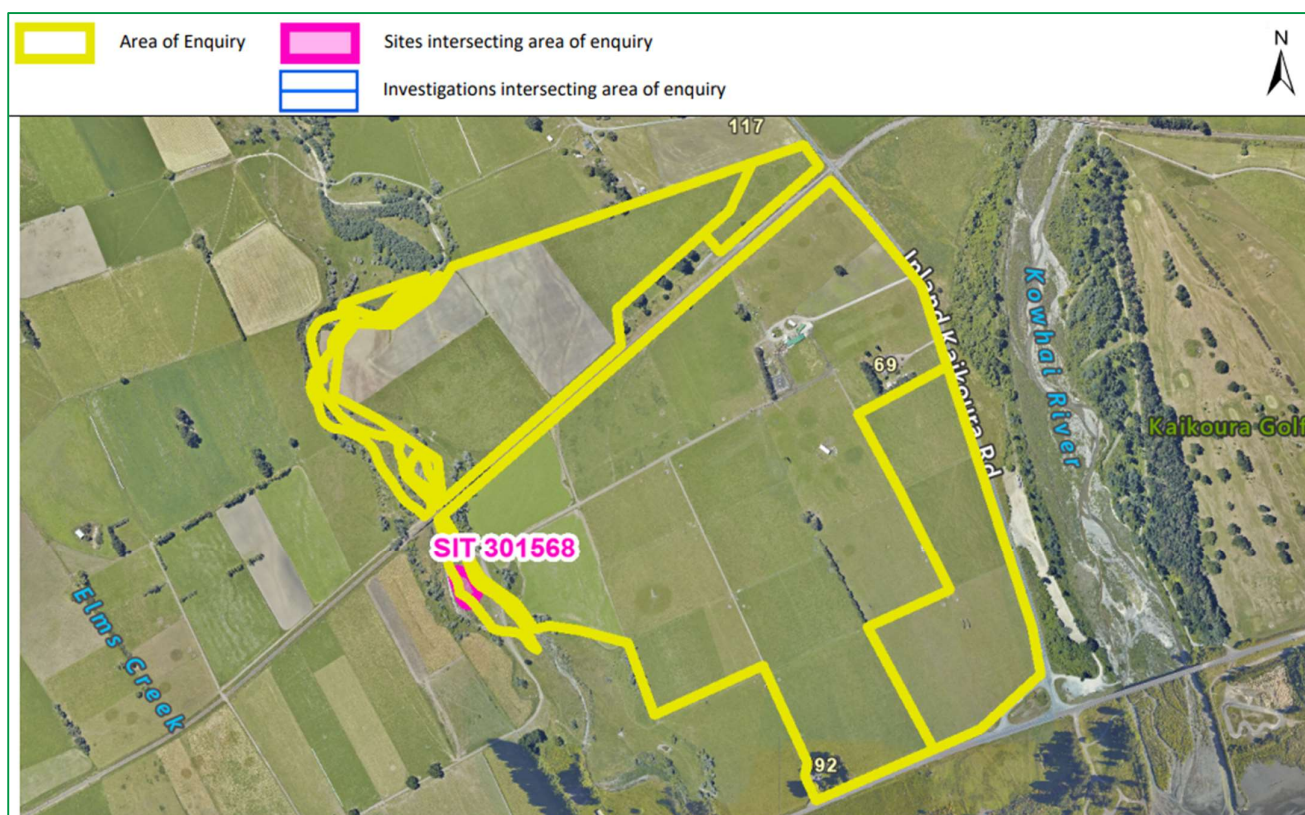 Area of Enquiry
Sites intersecting area of enquiry
Investigations intersecting area of enquiry
N
117
Inland Kaikoura Rd
Kowhai River
69
Kaikoura Golf
SIT 301568
Elms Creek
92